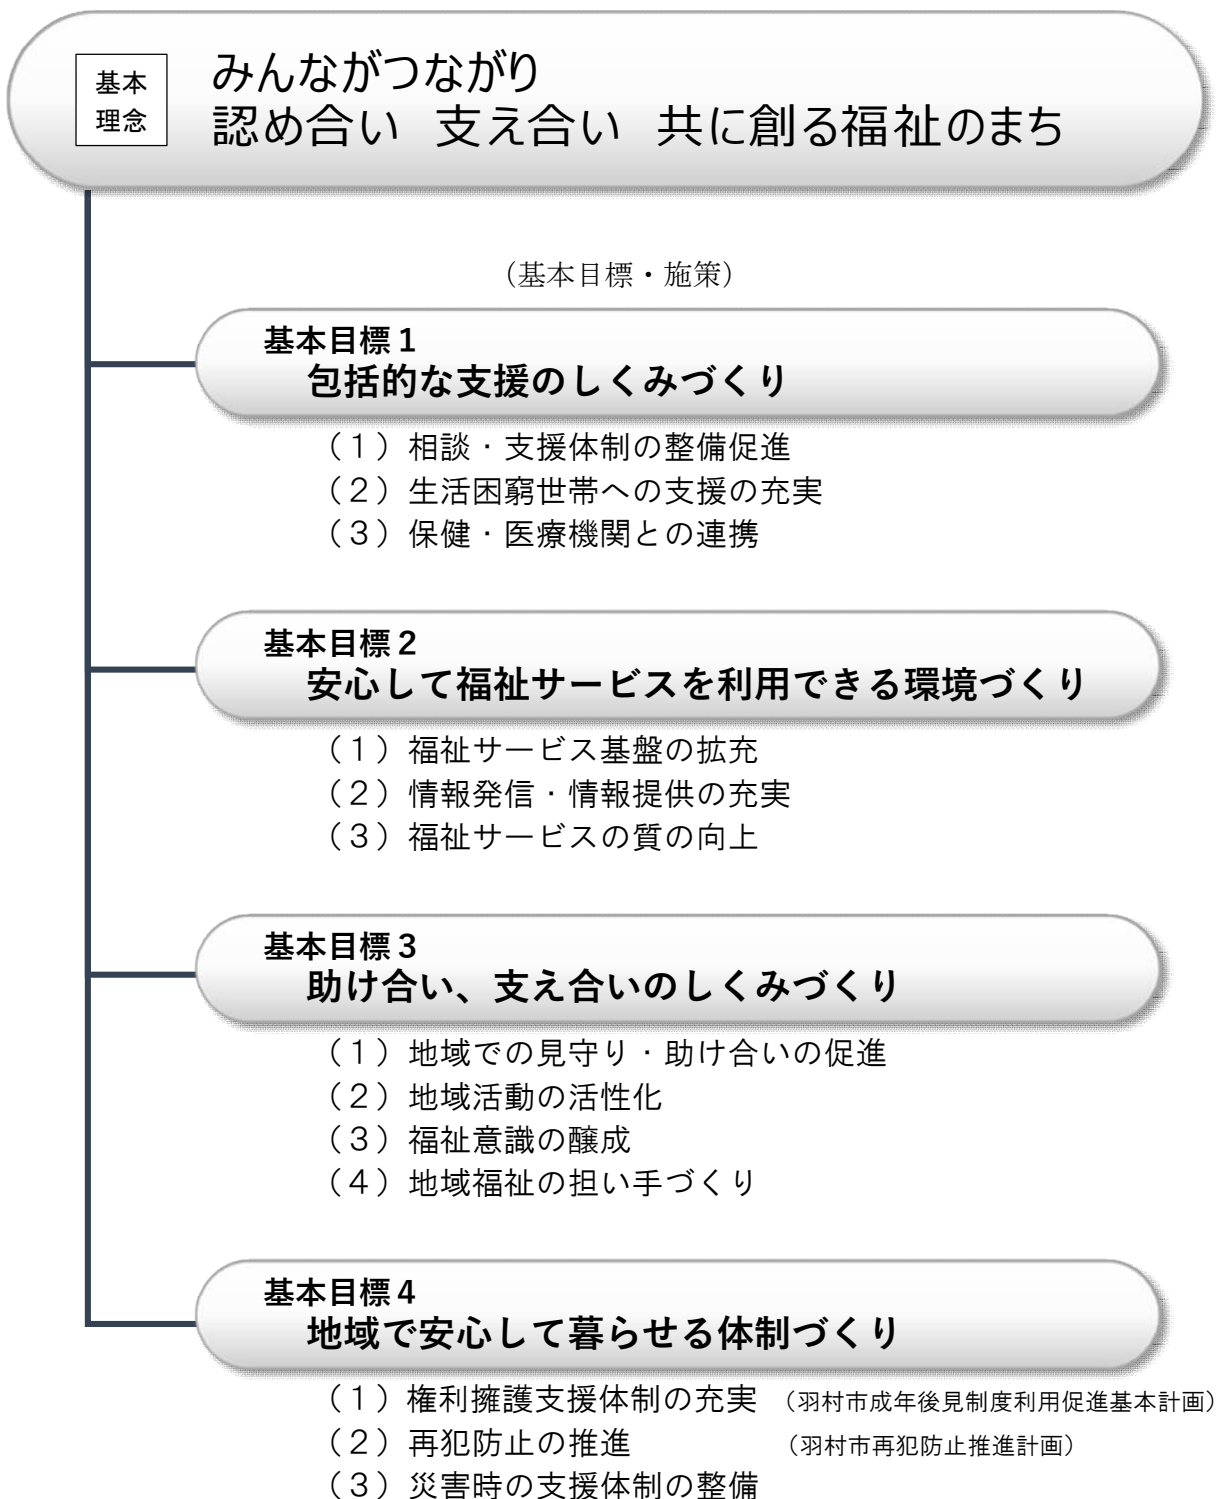 基本
理念
みんながつながり
認め合い　支え合い　共に創る福祉のまち
（基本目標・施策）
基本目標１
包括的な支援のしくみづくり
（１）相談・支援体制の整備促進
（２）生活困窮世帯への支援の充実
（３）保健・医療機関との連携
基本目標２
安心して福祉サービスを利用できる環境づくり
（１）福祉サービス基盤の拡充
（２）情報発信・情報提供の充実
（３）福祉サービスの質の向上
基本目標３
助け合い、支え合いのしくみづくり
（１）地域での見守り・助け合いの促進
（２）地域活動の活性化
（３）福祉意識の醸成
（４）地域福祉の担い手づくり
基本目標４
地域で安心して暮らせる体制づくり
（１）権利擁護支援体制の充実　（羽村市成年後見制度利用促進基本計画）
（２）再犯防止の推進　（羽村市再犯防止推進計画）
（３）災害時の支援体制の整備